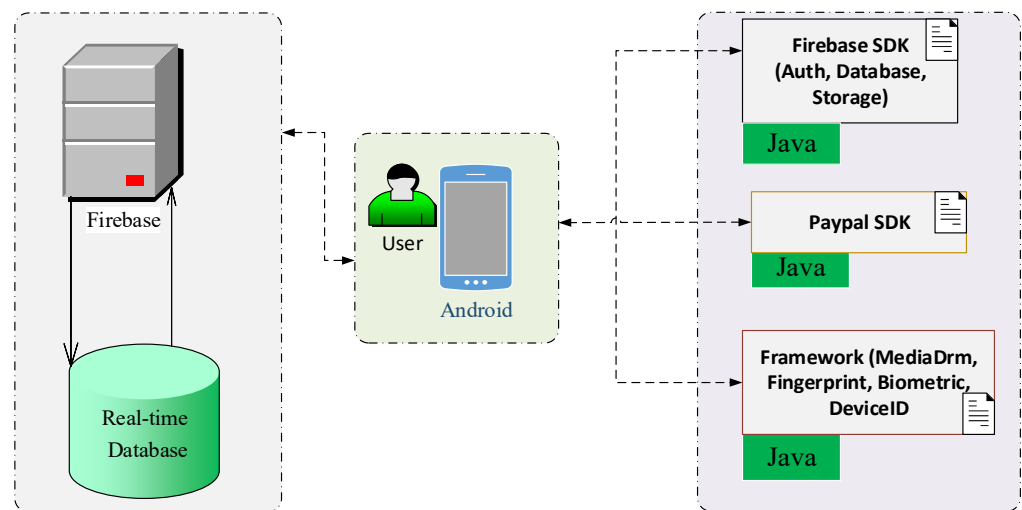 Firebase
Real-time
Database
User
Android
Firebase SDK
(Auth, Database,
Storage)
Java
Paypal SDK
Java
Framework (MediaDrm,
Fingerprint, Biometric,
DeviceID
Java